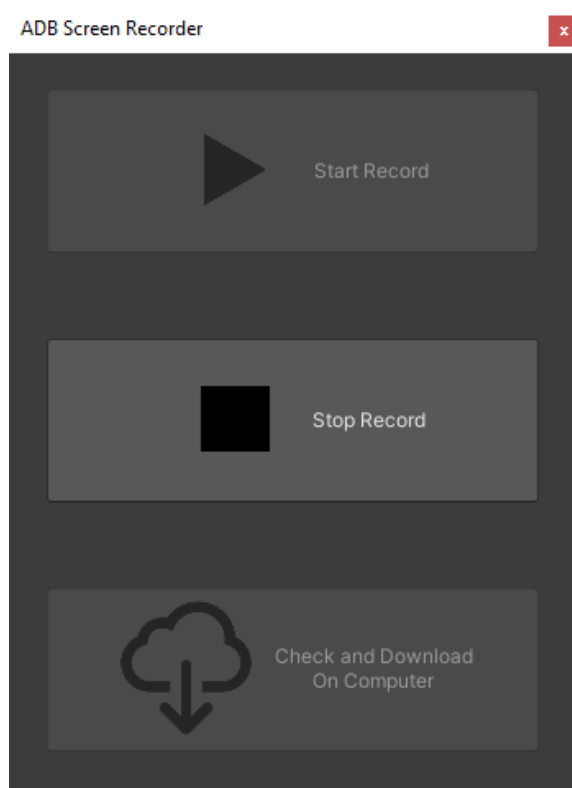 ADB Screen Recorder
x
Start Record
Stop Record
Check and Download
On Computer